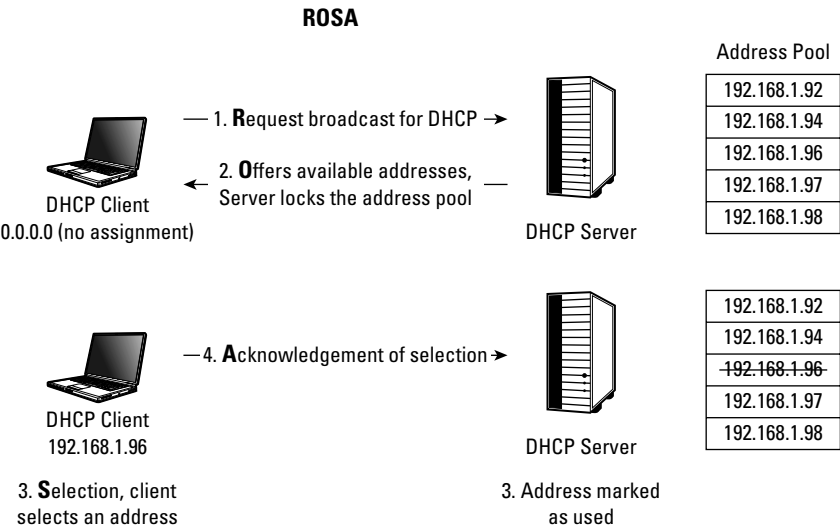 ROSA
Address Pool
192.168.1.92
192.168.1.94
192.168.1.96
192.168.1.97
192.168.1.98
1. Request broadcast for DHCP
2. Offers available addresses,
Server locks the address pool
DHCP Client
0.0.0.0 (no assignment)
DHCP Server
192.168.1.92
192.168.1.94
192.168.1.96
192.168.1.97
192.168.1.98
4. Acknowledgement of selection
DHCP Client
192.168.1.96
DHCP Server
3. Selection, client
selects an address
3. Address marked
as used